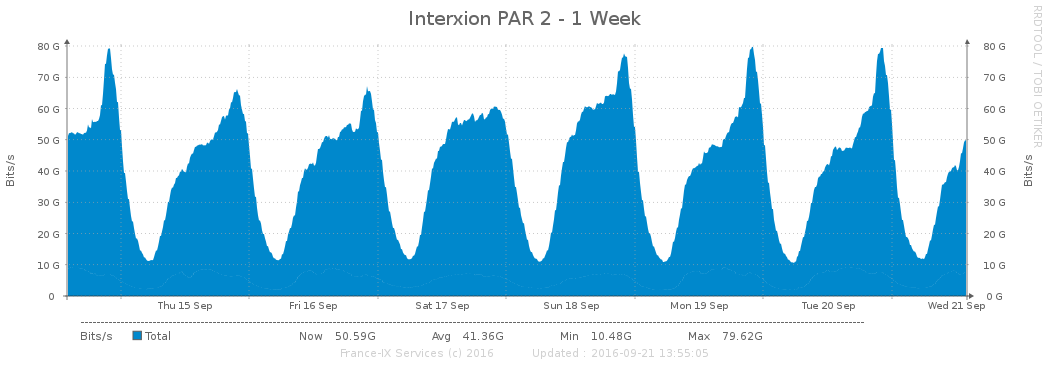 Interxion PAR 2 - 1 Week
RRDTOOL / TOBI OETIKER
Bits/s
Bits/s
80 G 80 G
70 G 70 G
60 G 60 G
50 G 50 G
40 G 40 G
30 G 30 G
20 G 20 G
10 G 10 G
0 0 G
Thu 15 Sep Fri 16 Sep Sat 17 Sep Sun 18 Sep Mon 19 Sep Tue 20 Sep Wed 21 Sep
Bits/s Total Now 50.59G Avg 41.36G Min 10.48G Max 79.62G
France-IX Services (c) 2016 Updated : 2016-09-21 13:55:05